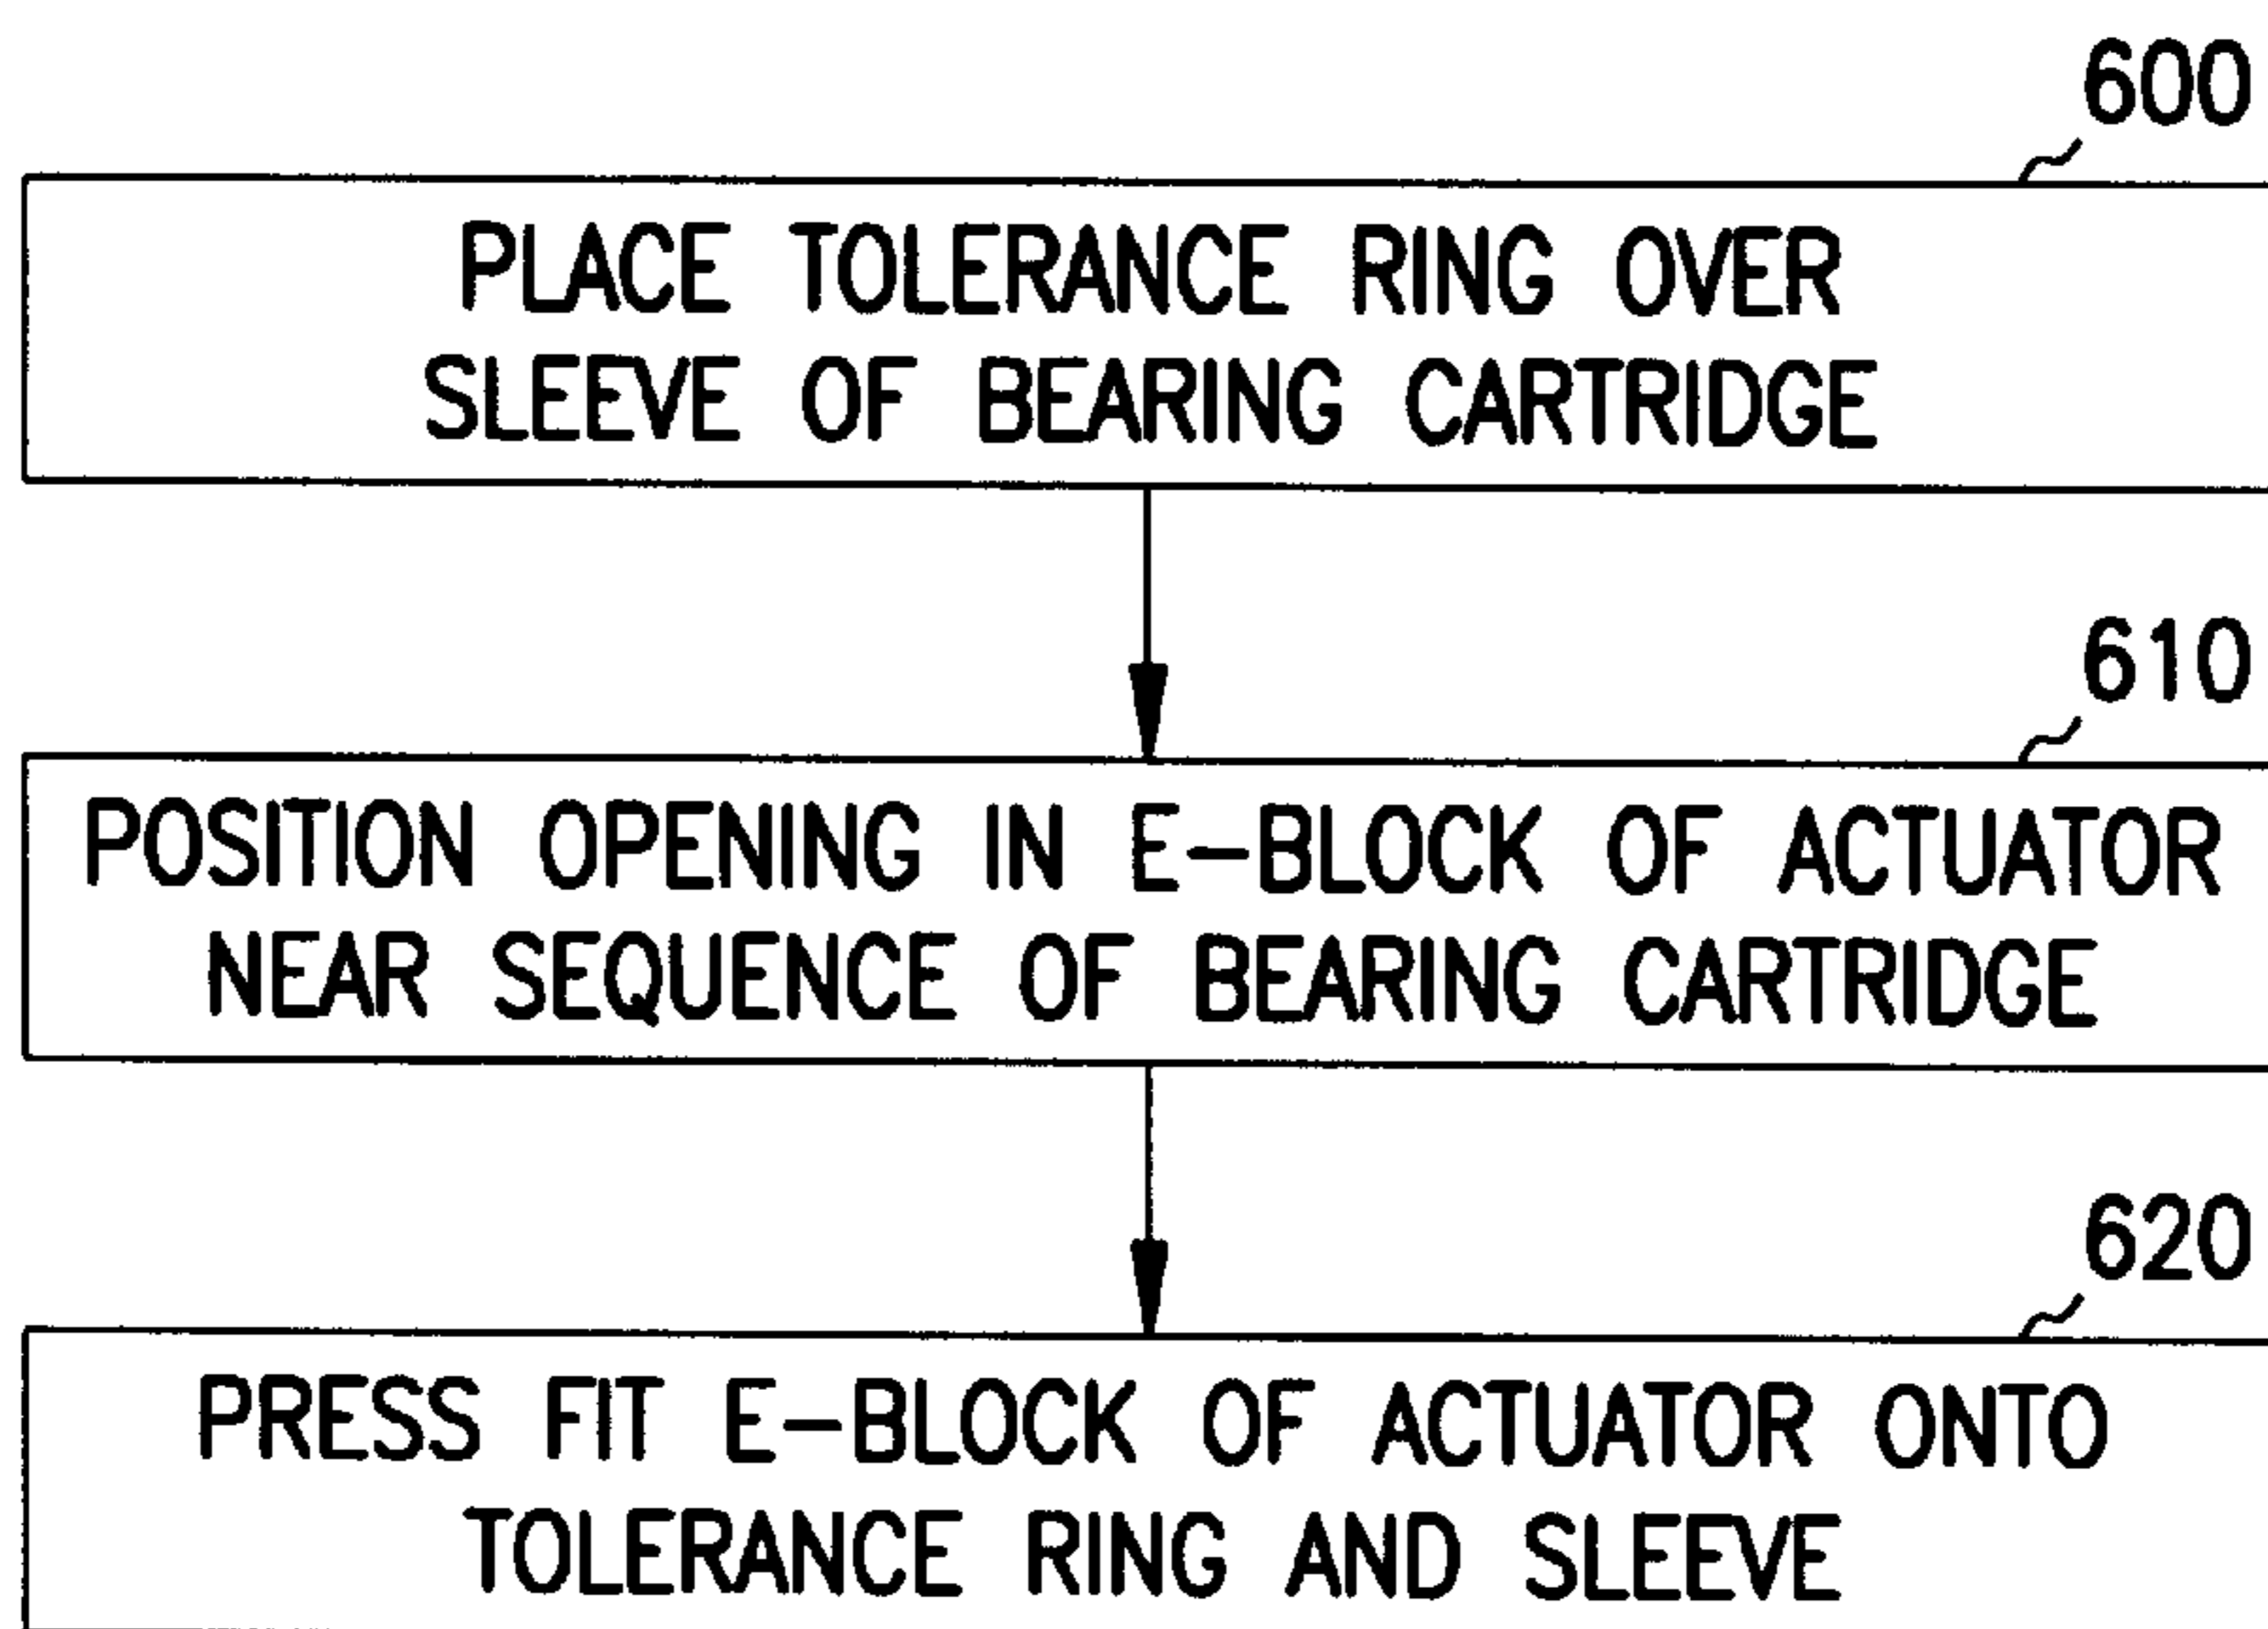 600
PLACE TOLERANCE RING OVER
SLEEVE OF BEARING CARTRIDGE
610
POSITION OPENING IN E-BLOCK OF ACTUATOR
NEAR SEQUENCE OF BEARING CARTRIDGE
620
PRESS FIT E-BLOCK OF ACTUATOR ONTO
TOLERANCE RING AND SLEEVE